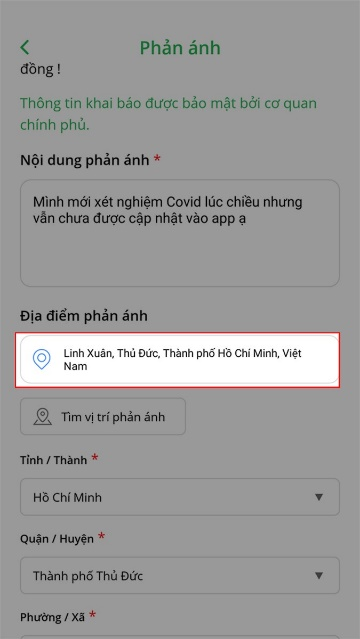 Phản ánh
đồng !
Thông tin khai báo được bảo mật bởi cơ quan
chính phủ.
Nội dung phản ánh *
Mình mới xét nghiệm Covid lúc chiều nhưng
vẫn chưa được cập nhật vào app ạ
Địa điểm phản ánh
Linh Xuân, Thủ Đức, Thành phố Hồ Chí Minh, Việt
Nam
Tìm vị trí phản ánh
Tỉnh / Thành *
Hồ Chí Minh
Quận / Huyện *
Thành phố Thủ Đức
Phường / Xã *